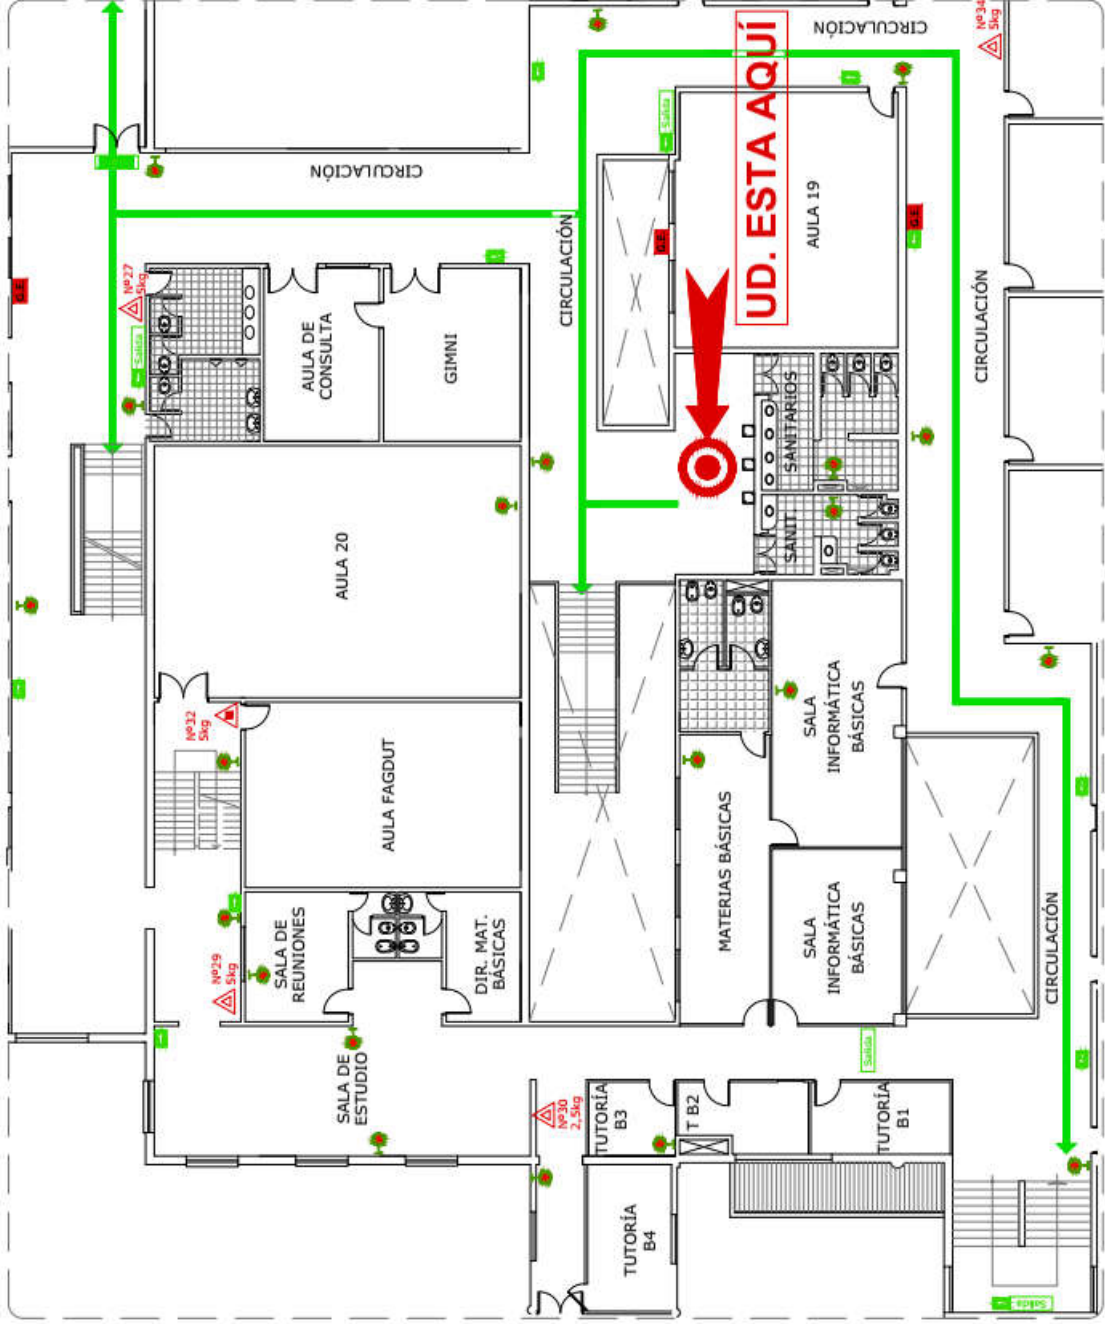 Nº34
5kg
CIRCULACIÓN
UD. ESTA AQUÍ
Salida
CIRCULACIÓN
AULA 19
G.E.
G.E.
CIRCULACIÓN
Nº27
5kg
G.E.
Salida
AULA DE
CONSULTA
GIMNI
CIRCULACIÓN
SANITARIOS
SANIT.
AULA 20
Nº32
5kg
SALA
INFORMÁTICA
BÁSICAS
AULA FAGDUT
MATERIAS BÁSICAS
SALA
INFORMÁTICA
BÁSICAS
SALA DE
REUNIONES
DIR. MAT.
BÁSICAS
CIRCULACIÓN
Nº29
5kg
Salida
SALA DE
ESTUDIO
Nº30
2,5kg
TUTORÍA
B3
T B2
TUTORÍA
B1
TUTORÍA
B4
Salida